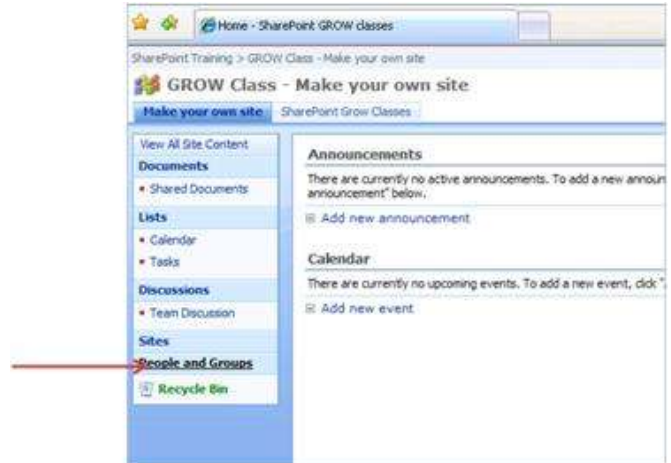 Home - SharePoint GROW classes
SharePoint Training > GROW Class - Make your own site
GROW Class - Make your own site
Make your own site
SharePoint Grow Classes
View All Site Content
Documents
Shared Documents
Lists
Calendar
Tasks
Discussions
Team Discussion
Sites
People and Groups
Recycle Bin
Announcements
There are currently no active announcements. To add a new announ
announcement" below.
Add new announcement
Calendar
There are currently no upcoming events. To add a new event, click "
Add new event